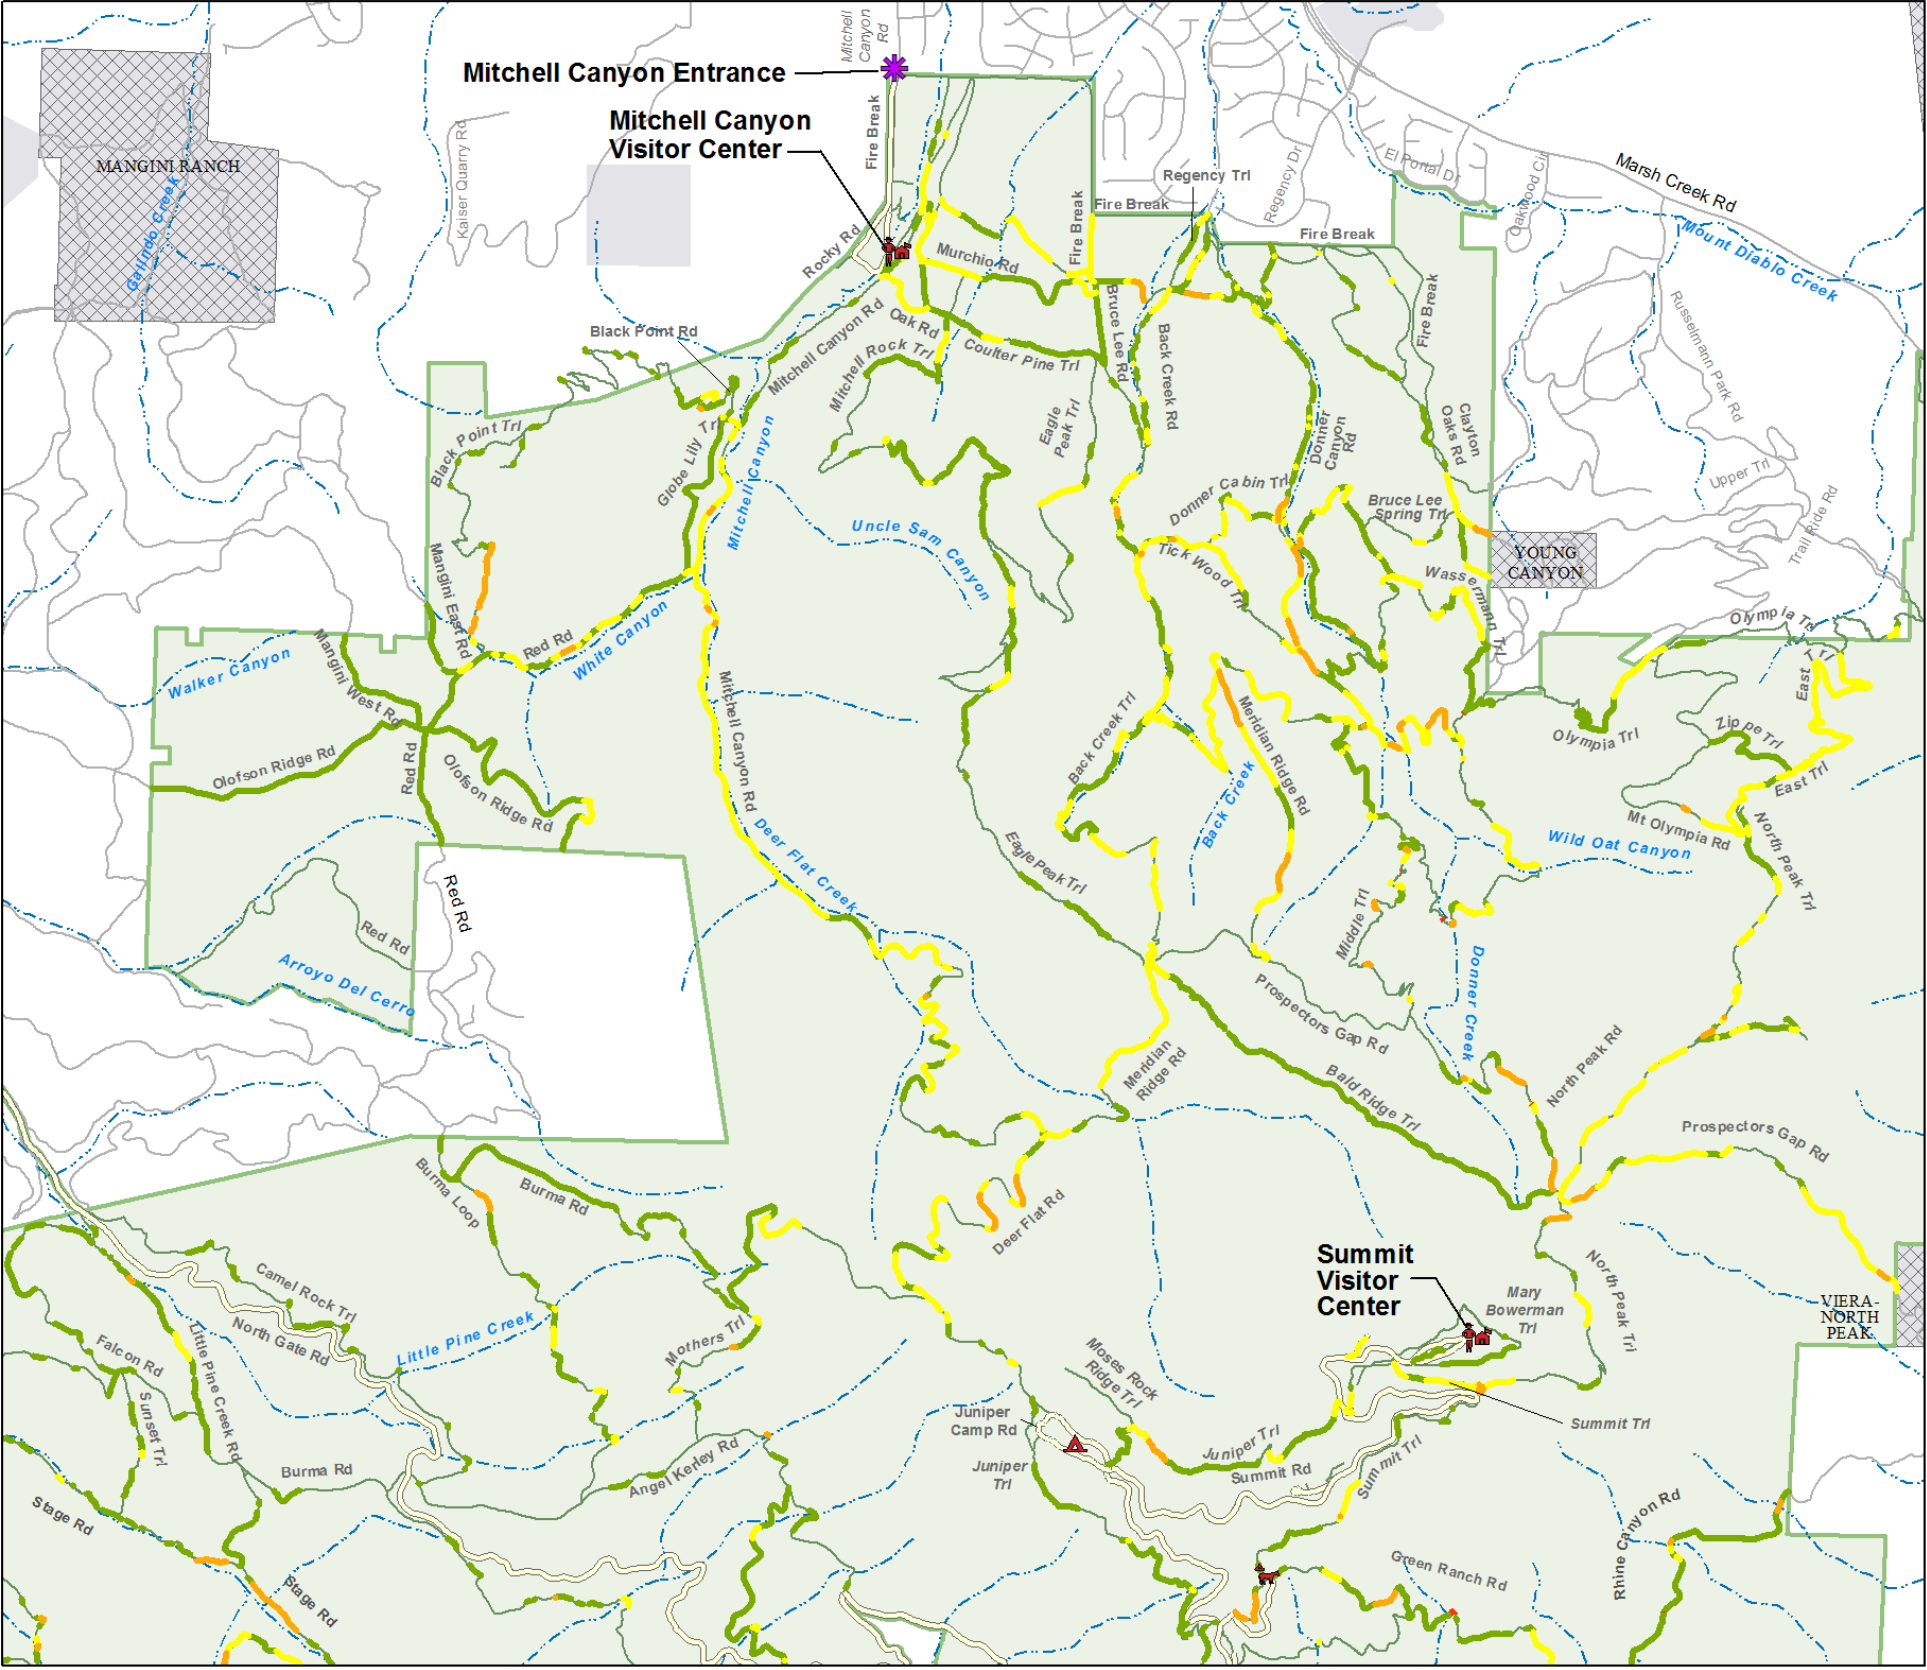 Mitchell
Canyon
Rd
Mitchell Canyon Entrance
Mitchell Canyon
Visitor Center
Fire Break
Kaiser Quarry Rd
MANGINI RANCH
Galindo Creek
Regency Trl
Regency Dr
El Portal Dr
Oakwood Cir
Marsh Creek Rd
Mount Diablo Creek
Fire Break
Fire Break
Fire Break
Fire Break
Rocky Rd
Murchio Rd
Russelmann Park Rd
Black Point Rd
Mitchell Canyon Rd
Oak Rd
Mitchell Rock Trl
Coulter Pine Trl
Bruce Lee Rd
Back Creek Rd
Eagle
Peak Trl
Donner
Canyon
Rd
Clayton
Oaks Rd
Black Point Trl
Globe Lily Trl
Mitchell Canyon
Upper Trl
Trail Ride Rd
Donner Cabin Trl
Bruce Lee
Spring Trl
Uncle Sam Canyon
Tick Wood Trl
YOUNG
CANYON
Wassermann Trl
Mangini East Rd
Red Rd
White Canyon
Olympia Trl
Walker Canyon
Mangini West Rd
East Trl
Mitchell Canyon Rd
Back Creek Trl
Meridian Ridge Rd
Olympia Trl
Zippe Trl
Olofson Ridge Rd
Red Rd
Olofson Ridge Rd
East Trl
Back Creek
Mt Olympia Rd
Wild Oat Canyon
North Peak Trl
Deer Flat Creek
Eagle Peak Trl
Red Rd
Red Rd
Middle Trl
Arroyo Del Cerro
Donner Creek
Prospectors Gap Rd
Meridian
Ridge Rd
North Peak Rd
Bald Ridge Trl
Prospectors Gap Rd
Burma Loop
Burma Rd
Deer Flat Rd
Summit
Visitor
Center
Mary
Bowerman
Trl
North Peak Trl
VIERA-
NORTH
PEAK
Camel Rock Trl
North Gate Rd
Little Pine Creek
Falcon Rd
Little Pine Creek Rd
Mothers Trl
Moses Rock
Ridge Trl
Sunset Trl
Juniper
Camp Rd
Summit Trl
Juniper Trl
Summit Rd
Summit Trl
Juniper
Trl
Burma Rd
Angel Kerley Rd
Stage Rd
Rhine Canyon Rd
Green Ranch Rd
Stage Rd